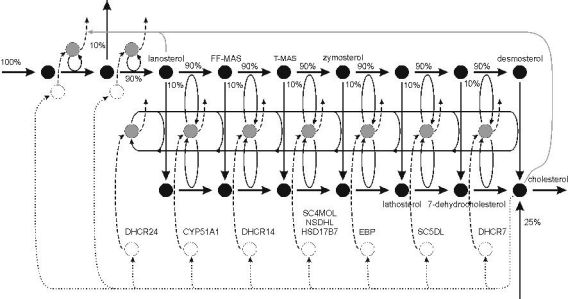 10%
lanosterol
FF-MAS
T-MAS
zymosterol
desmosterol
100%
90%
90%
90%
90%
90%
90%
90%
10%
10%
10%
10%
10%
10%
cholesterol
lathosterol
7-dehydrocholesterol
25%
DHCR24
CYP51A1
DHCR14
SC4MOL
NSDHL
HSD17B7
EBP
SC5DL
DHCR7